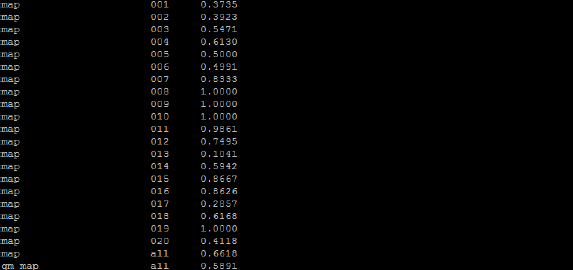 map 001 0.3735
map 002 0.3923
map 003 0.5471
map 004 0.6130
map 005 0.5000
map 006 0.4991
map 007 0.8333
map 008 1.0000
map 009 1.0000
map 010 1.0000
map 011 0.9861
map 012 0.7495
map 013 0.1041
map 014 0.5942
map 015 0.8667
map 016 0.8626
map 017 0.2857
map 018 0.6168
map 019 1.0000
map 020 0.4118
map all 0.6618
gm_map all 0.5891